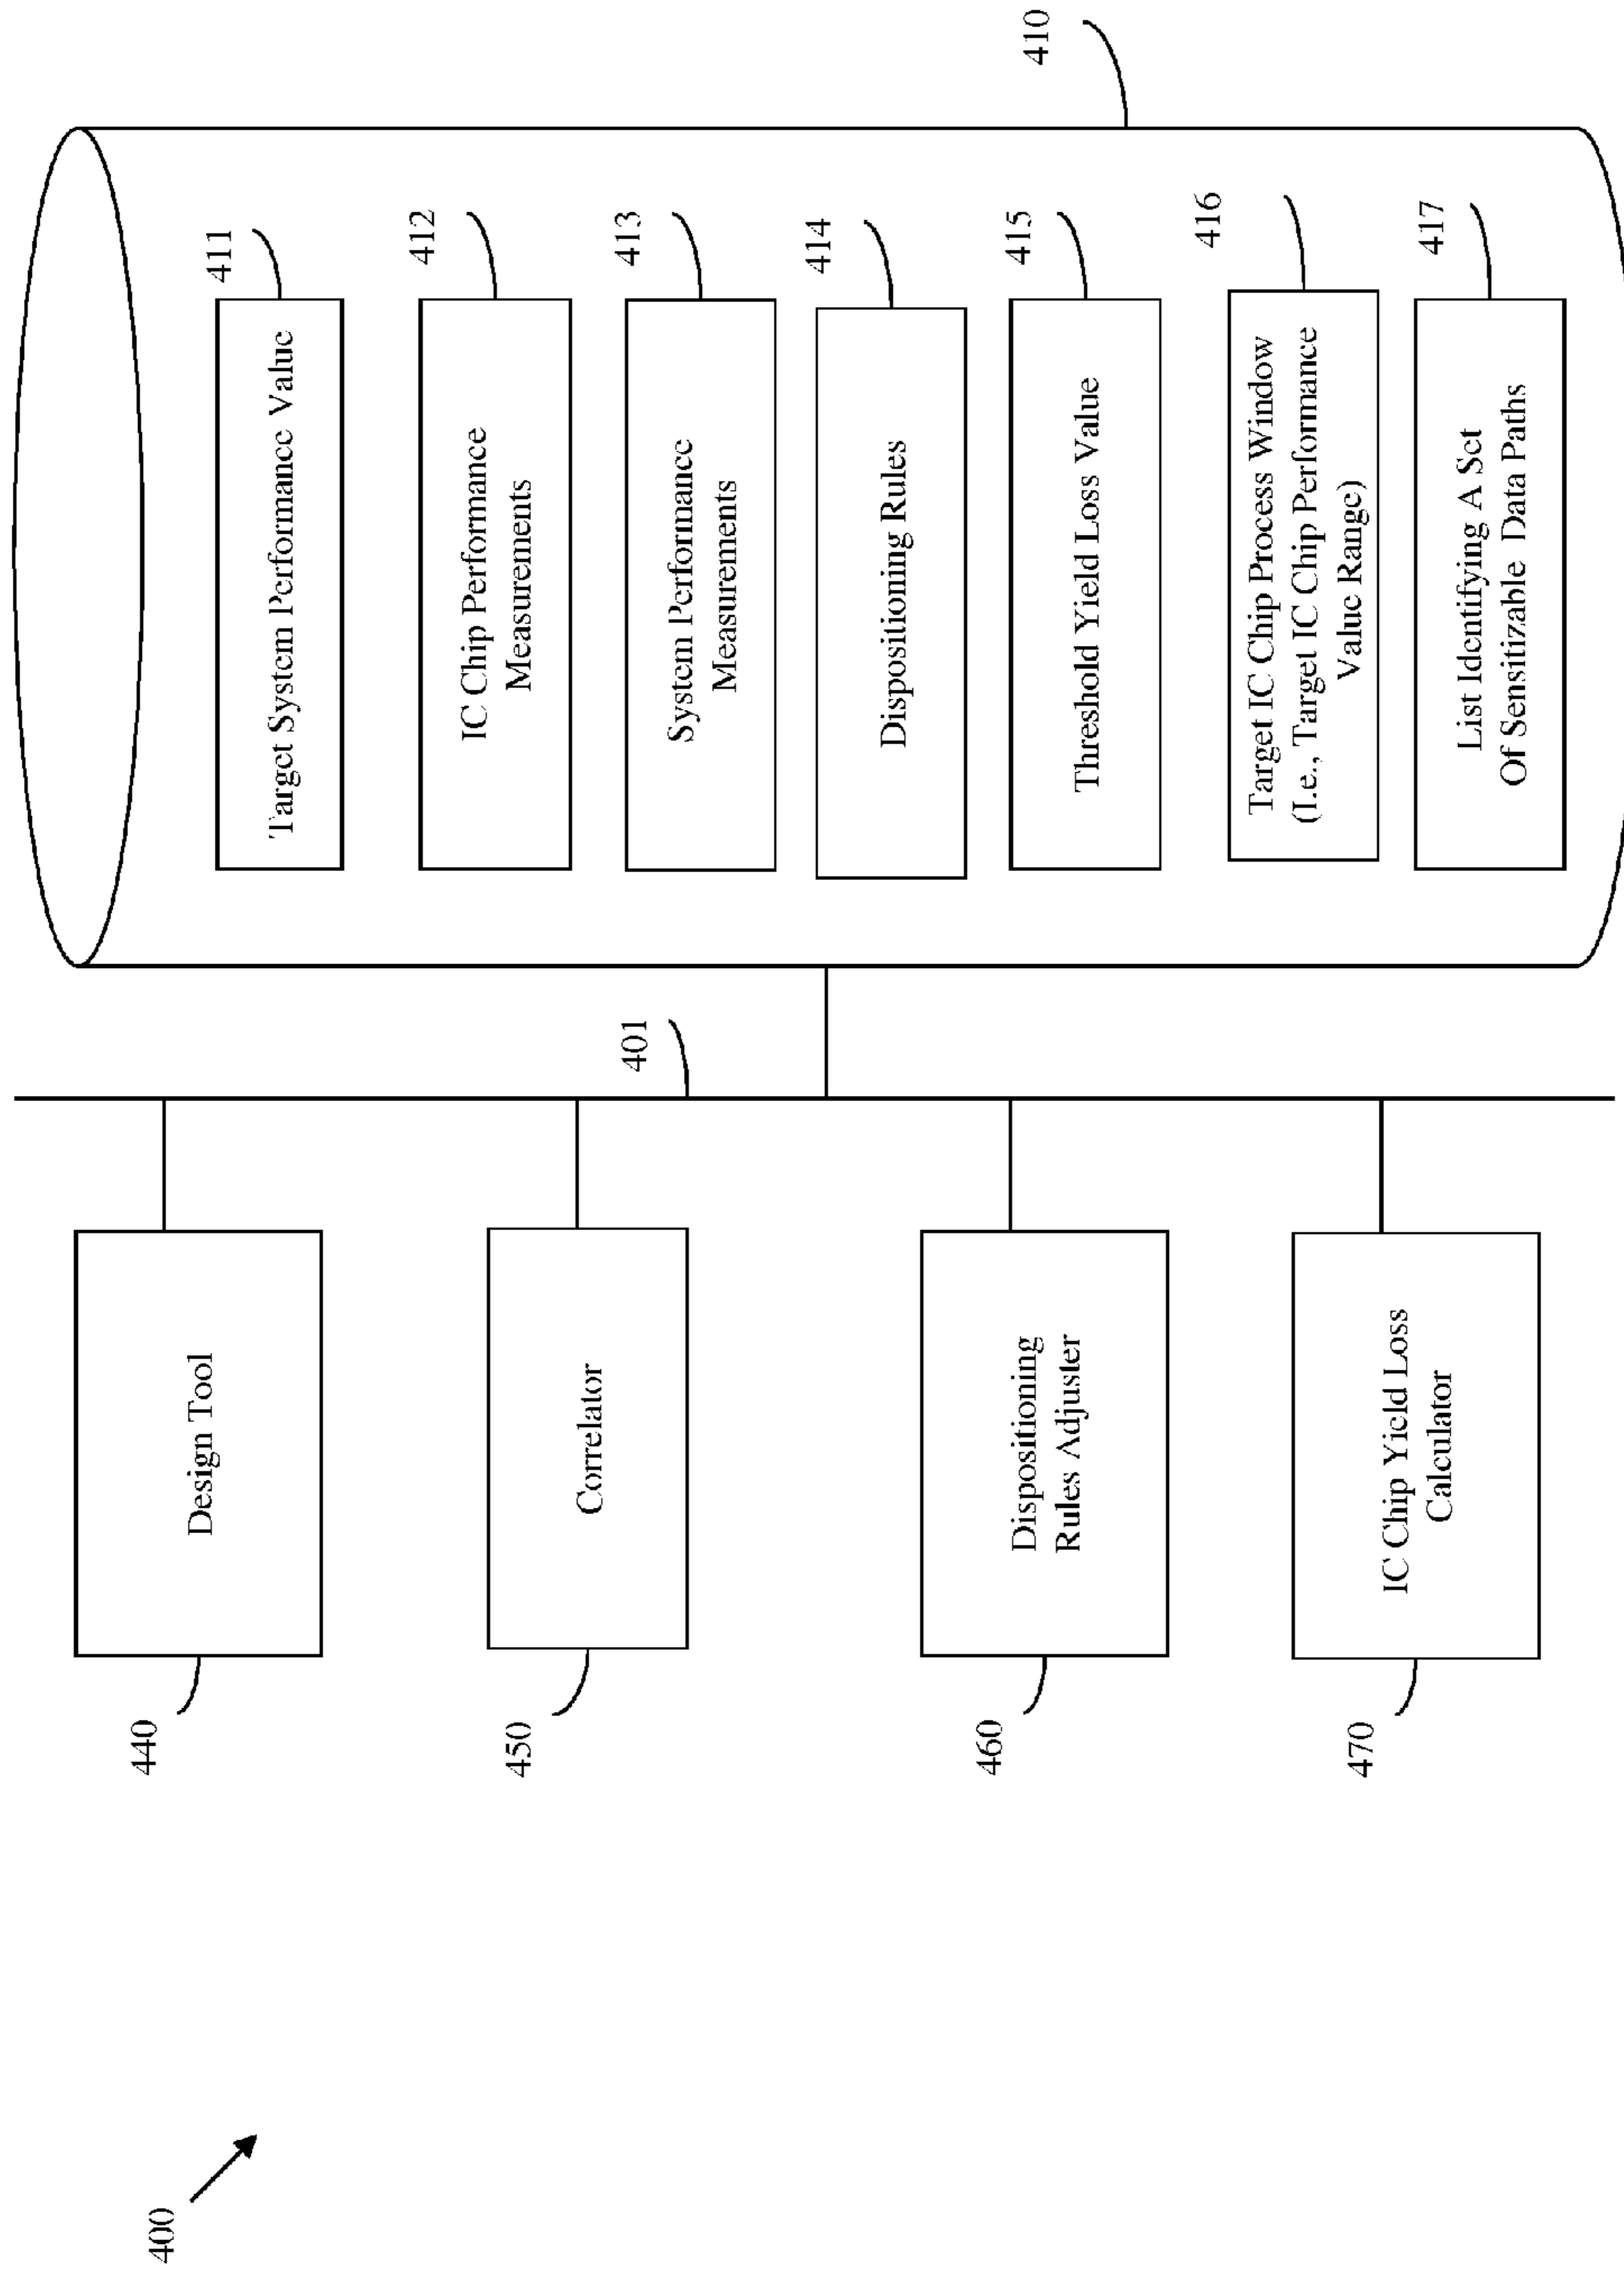 400
440
Design Tool
450
Correlator
460
Dispositioning
Rules Adjuster
470
IC Chip Yield Loss
Calculator
401
410
411
Target System Performance Value
412
IC Chip Performance
Measurements
413
System Performance
Measurements
414
Dispositioning Rules
415
Threshold Yield Loss Value
416
Target IC Chip Process Window
(I.e., Target IC Chip Performance
Value Range)
417
List Identifying A Set
Of Sensitizable Data Paths